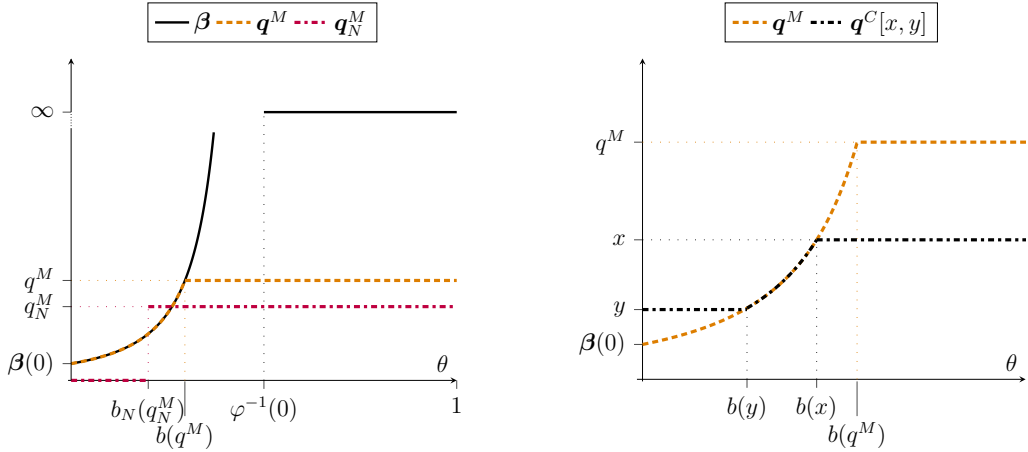 β q^M q_N^M
∞
q^M
q_N^M
β(0)
θ
b_N(q_N^M) φ^{-1}(0) 1
b(q^M)
q^M q^C[x, y]
q^M
x
y
β(0)
θ
b(y) b(x)
b(q^M)